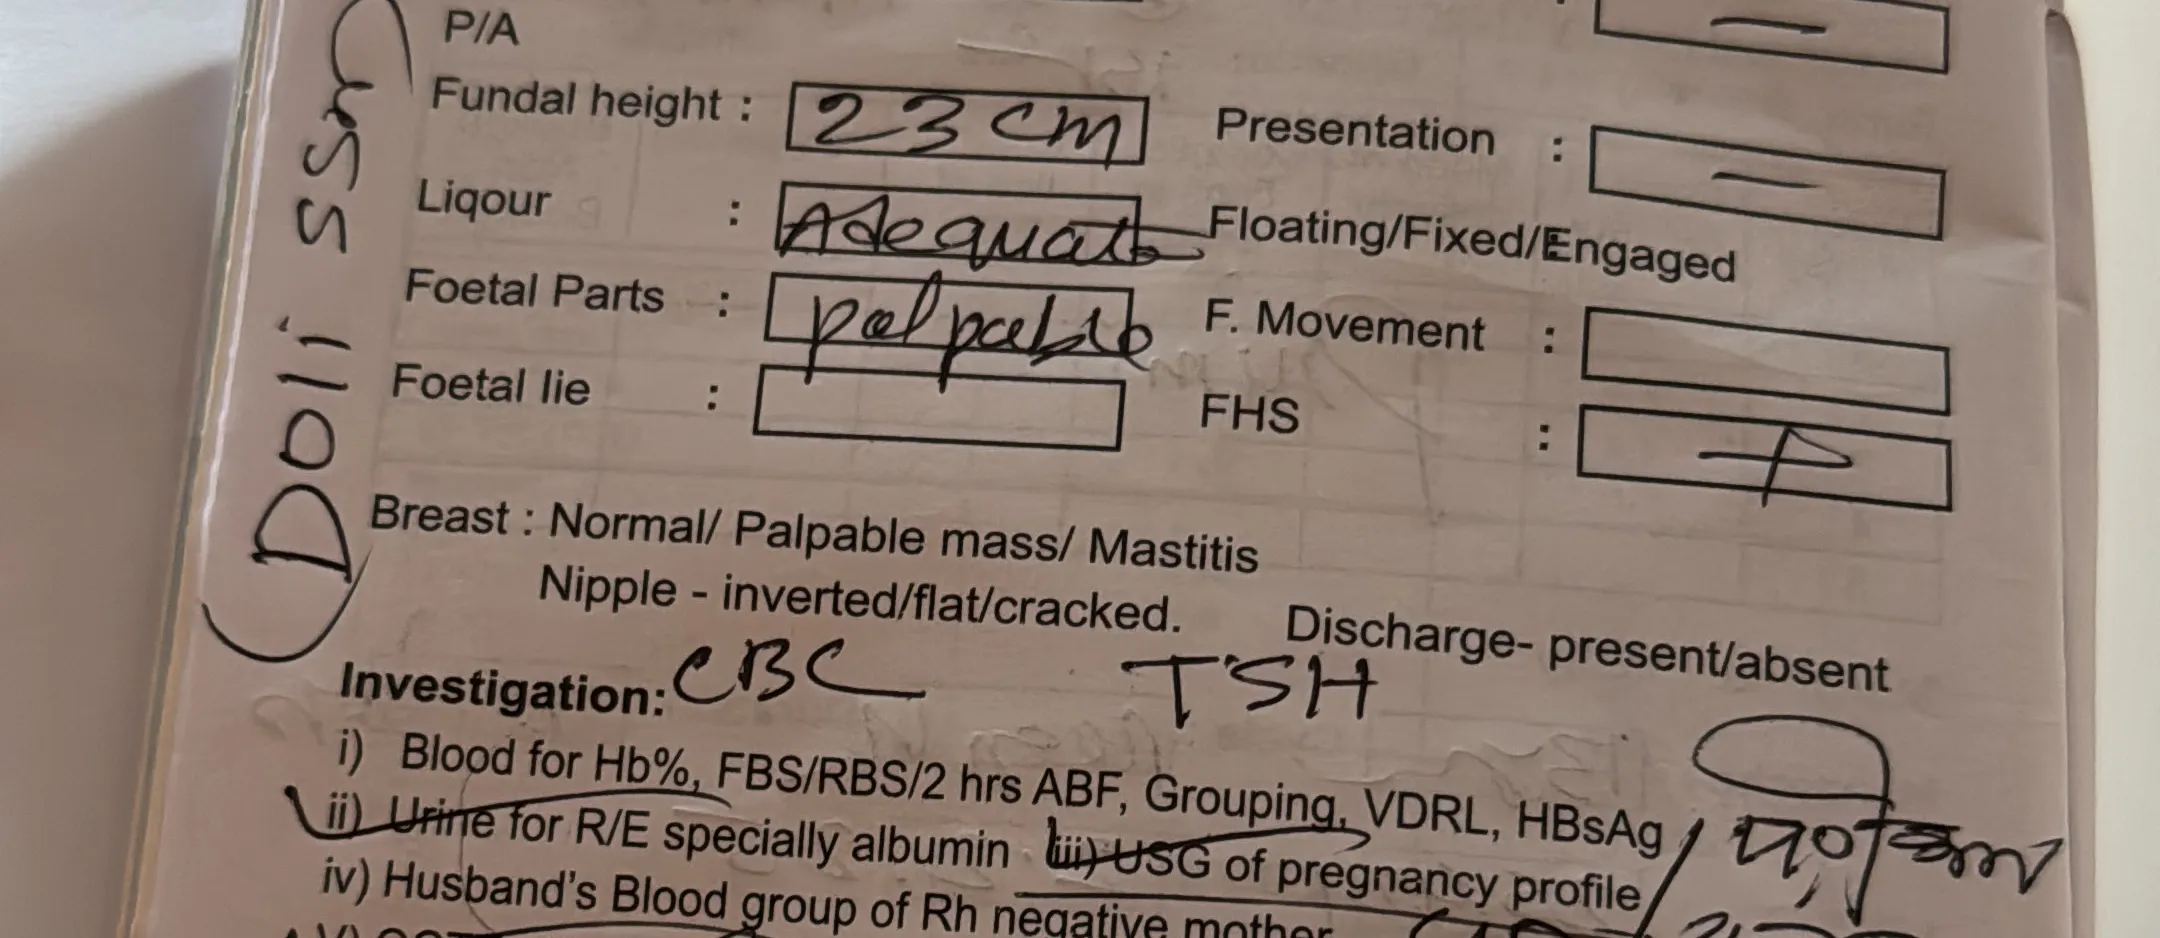 P/A
Fundal height : 23 cm Presentation : —
Liqour : Adequate Floating/Fixed/Engaged
Foetal Parts : palpable F. Movement :
Foetal lie : FHS : +
Breast : Normal/ Palpable mass/ Mastitis
Nipple - inverted/flat/cracked. Discharge- present/absent
Investigation: CBC TSH
i) Blood for Hb%, FBS/RBS/2 hrs ABF, Grouping, VDRL, HBsAg
ii) Urine for R/E specially albumin iii) USG of pregnancy profile
iv) Husband's Blood group of Rh negative mother
Doli ssm